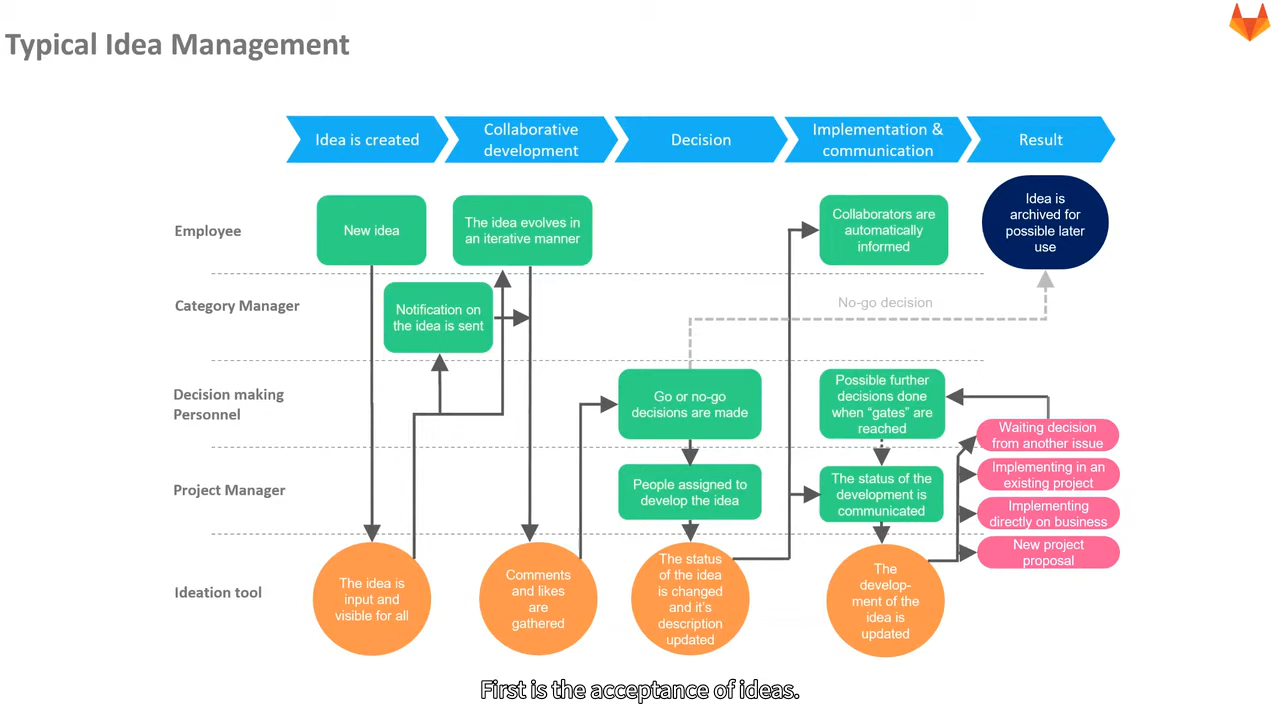 Typical Idea Management
Idea is created
Collaborative
development
Decision
Implementation &
communication
Result
Employee
New idea
The idea evolves in
an iterative manner
Collaborators are
automatically
informed
Idea is
archived for
possible later
use
Category Manager
Notification on
the idea is sent
No-go decision
Decision making
Personnel
Go or no-go
decisions are made
Possible further
decisions done
when “gates” are
reached
Waiting decision
from another issue
Project Manager
People assigned to
develop the idea
The status of the
development is
communicated
Implementing in an
existing project
Implementing
directly on business
New project
proposal
Ideation tool
The idea is
input and
visible for all
Comments
and likes
are
gathered
The status
of the idea
is changed
and it’s
description
updated
The
develop-
ment of the
idea is
updated
First is the acceptance of ideas.